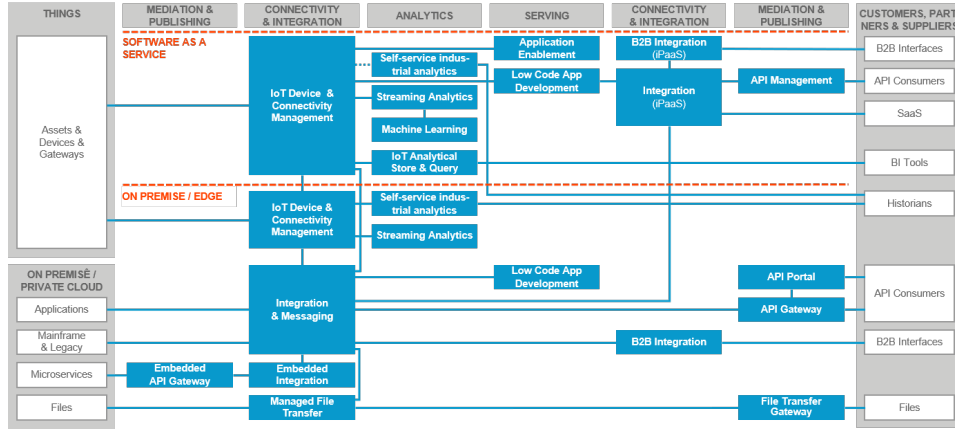 THINGS
MEDIATION &
PUBLISHING
CONNECTIVITY
& INTEGRATION
ANALYTICS
SERVING
CONNECTIVITY
& INTEGRATION
MEDIATION &
PUBLISHING
CUSTOMERS, PART
NERS & SUPPLIERS
SOFTWARE AS A
SERVICE
Assets &
Devices &
Gateways
IoT Device &
Connectivity
Management
Self-service indus-
trial analytics
Streaming Analytics
Machine Learning
IoT Analytical
Store & Query
Application
Enablement
Low Code App
Development
B2B Integration
(iPaaS)
Integration
(iPaaS)
API Management
B2B Interfaces
API Consumers
SaaS
BI Tools
ON PREMISE / EDGE
IoT Device &
Connectivity
Management
Self-service indus-
trial analytics
Streaming Analytics
Historians
ON PREMISÊ /
PRIVATE CLOUD
Applications
Mainframe
& Legacy
Microservices
Files
Embedded
API Gateway
Integration
& Messaging
Embedded
Integration
Managed File
Transfer
Low Code App
Development
B2B Integration
API Portal
API Gateway
File Transfer
Gateway
API Consumers
B2B Interfaces
Files